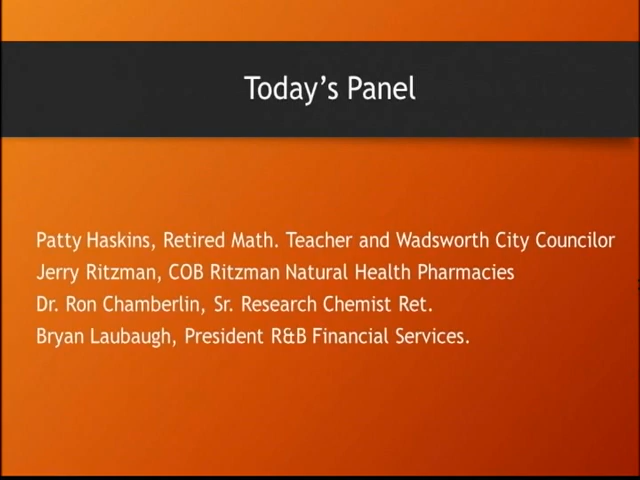 Today’s Panel
Patty Haskins, Retired Math. Teacher and Wadsworth City Councilor
Jerry Ritzman, COB Ritzman Natural Health Pharmacies
Dr. Ron Chamberlin, Sr. Research Chemist Ret.
Bryan Laubaugh, President R&B Financial Services.